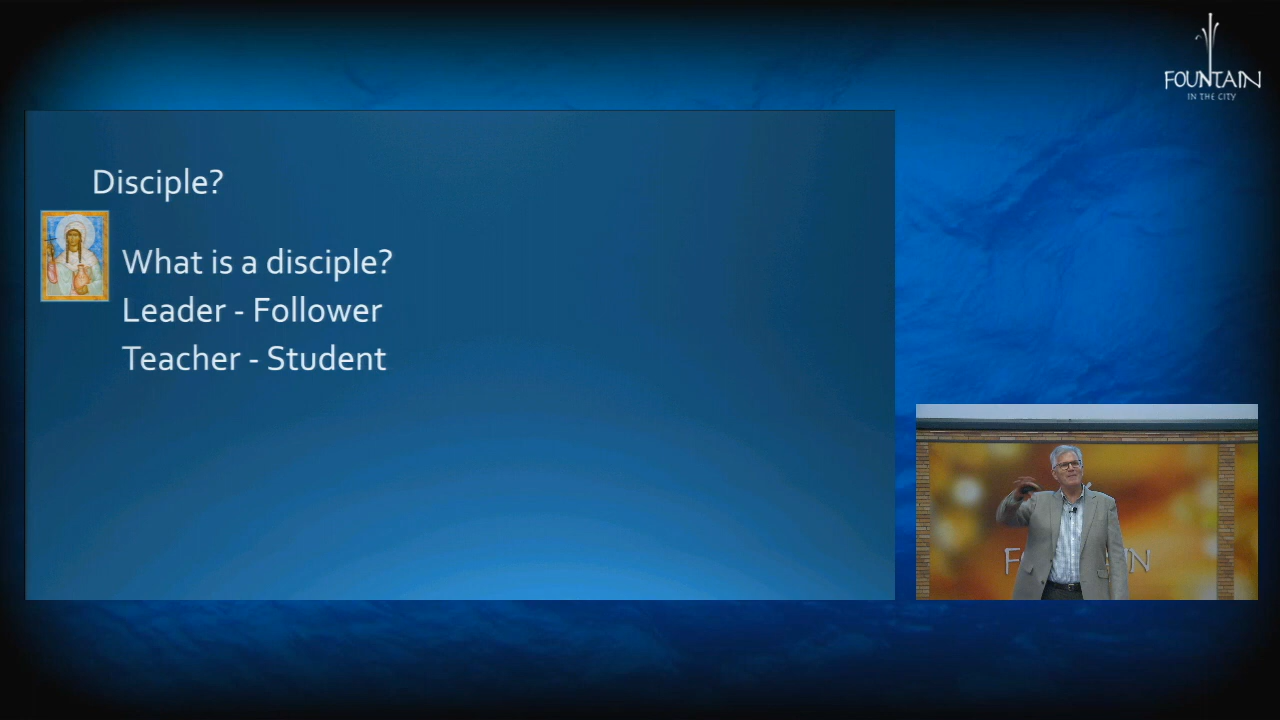 FOUNTAIN
IN THE CITY
Disciple?
What is a disciple?
Leader - Follower
Teacher - Student
F
N